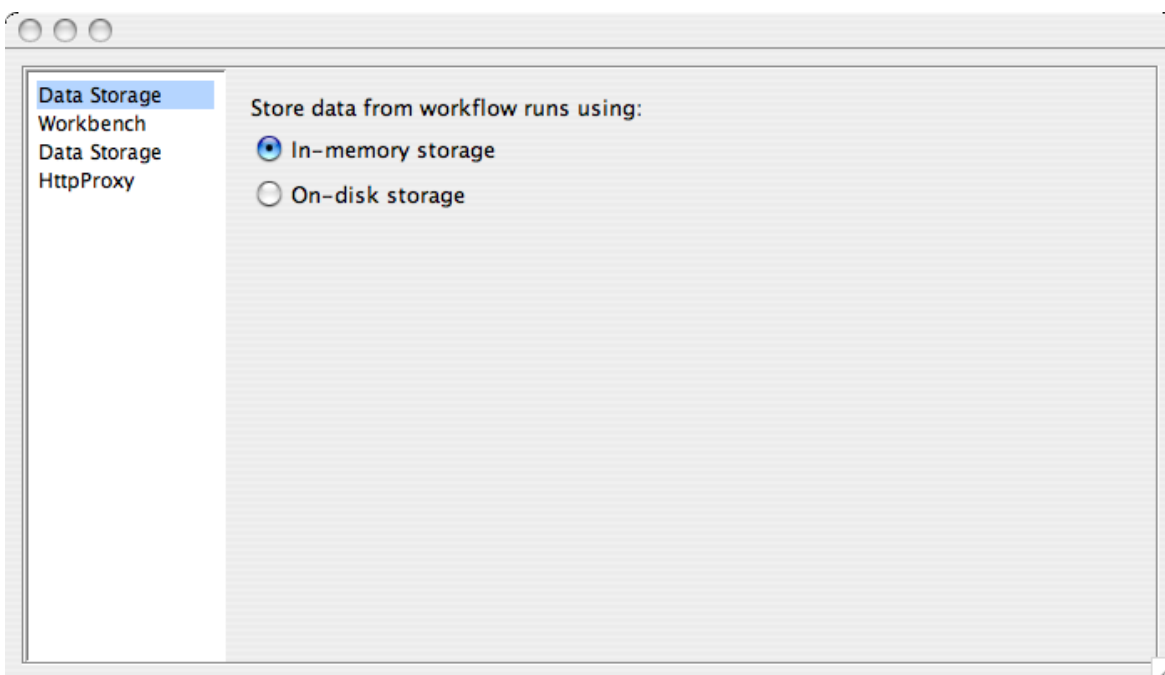 Data Storage
Workbench
Data Storage
HttpProxy
Store data from workflow runs using:
In-memory storage
On-disk storage